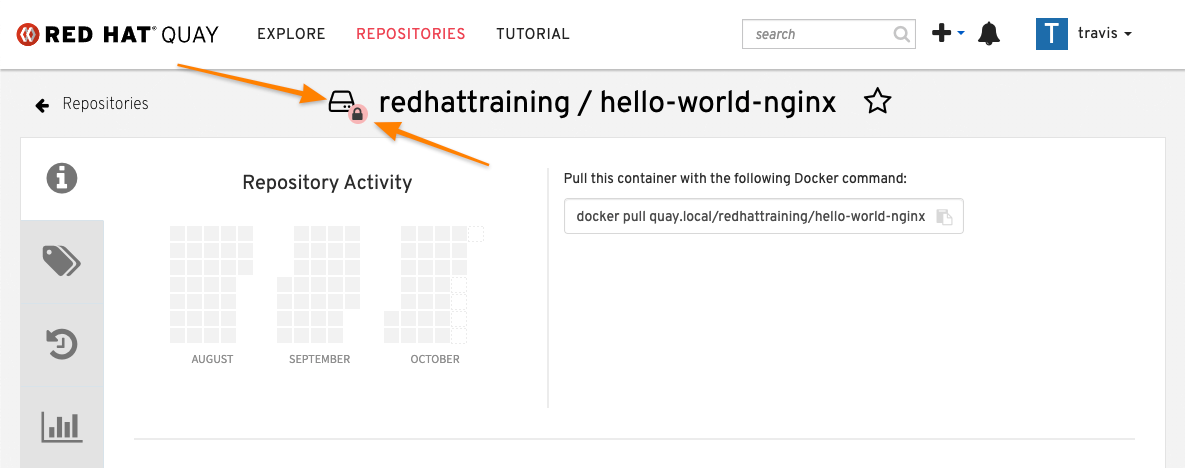 RED HAT® QUAY EXPLORE REPOSITORIES TUTORIAL search T travis
Repositories redhattraining / hello-world-nginx
Repository Activity
Pull this container with the following Docker command:
docker pull quay.local/redhattraining/hello-world-nginx
AUGUST SEPTEMBER OCTOBER